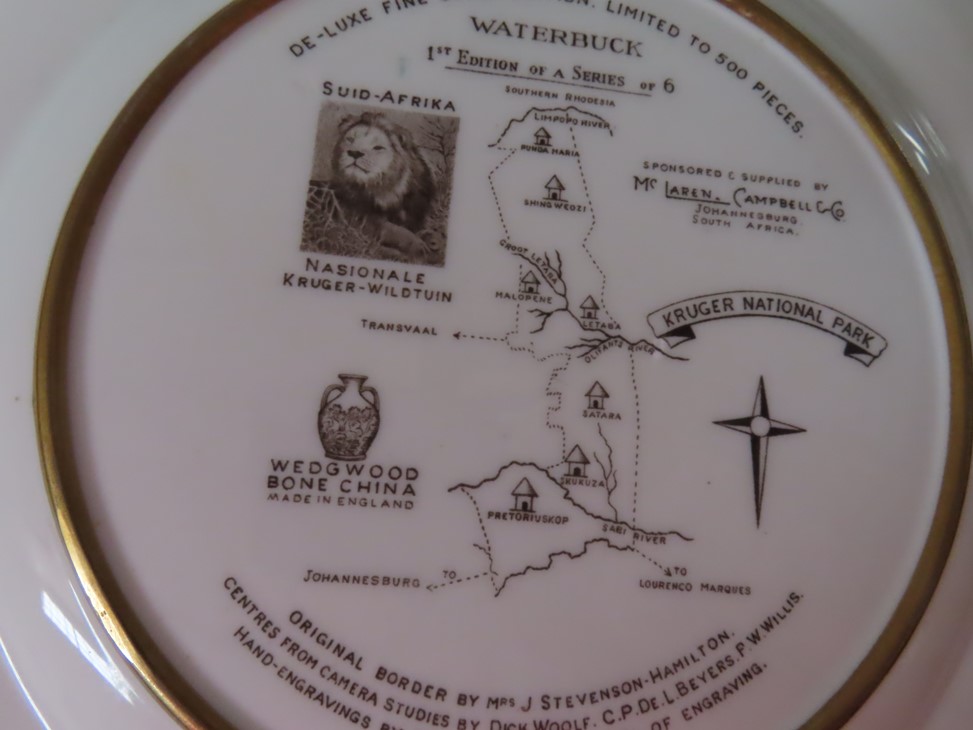 DE-LUXE FINE LIMITED TO 500 PIECES.
WATERBUCK
1ST EDITION OF A SERIES OF 6
SUID-AFRIKA
NASIONALE
KRUGER-WILDTUIN
SOUTHERN RHODESIA
LIMPOPO RIVER
PUNDA MARIA
SHINGWEDZI
SPONSORED & SUPPLIED BY
Mc LAREN. CAMPBELL & Co
JOHANNESBURG
SOUTH AFRICA.
GROOT LETABA
MALOPENE
LETABA
KRUGER NATIONAL PARK
TRANSVAAL
OLIFANTS RIVER
SATARA
WEDGWOOD
BONE CHINA
MADE IN ENGLAND
SKUKUZA
PRETORIUSKOP
SABI RIVER
JOHANNESBURG TO
TO
LOURENCO MARQUES
ORIGINAL BORDER BY MRS J STEVENSON-HAMILTON.
CENTRES FROM CAMERA STUDIES BY DICK WOOLF. C.P. DE. L. BEYERS. P.W. WILLIS.
HAND-ENGRAVINGS OF ENGRAVING.